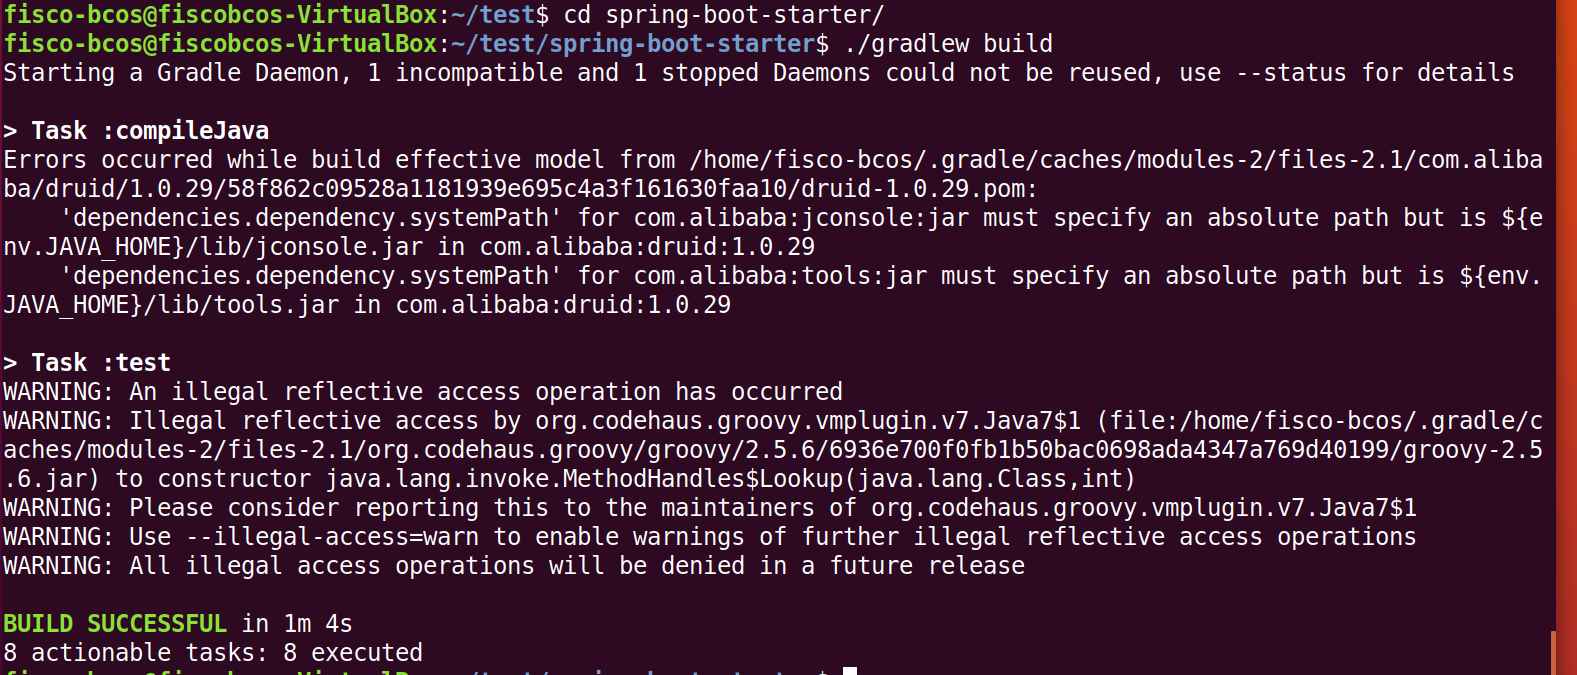 fisco-bcos@fiscobcos-VirtualBox:~/test$ cd spring-boot-starter/
fisco-bcos@fiscobcos-VirtualBox:~/test/spring-boot-starter$ ./gradlew build
Starting a Gradle Daemon, 1 incompatible and 1 stopped Daemons could not be reused, use --status for details
> Task :compileJava
Errors occurred while build effective model from /home/fisco-bcos/.gradle/caches/modules-2/files-2.1/com.aliba
ba/druid/1.0.29/58f862c09528a1181939e695c4a3f161630faa10/druid-1.0.29.pom:
    'dependencies.dependency.systemPath' for com.alibaba:jconsole:jar must specify an absolute path but is ${e
nv.JAVA_HOME}/lib/jconsole.jar in com.alibaba:druid:1.0.29
    'dependencies.dependency.systemPath' for com.alibaba:tools:jar must specify an absolute path but is ${env.
JAVA_HOME}/lib/tools.jar in com.alibaba:druid:1.0.29
> Task :test
WARNING: An illegal reflective access operation has occurred
WARNING: Illegal reflective access by org.codehaus.groovy.vmplugin.v7.Java7$1 (file:/home/fisco-bcos/.gradle/c
aches/modules-2/files-2.1/org.codehaus.groovy/groovy/2.5.6/6936e700f0fb1b50bac0698ada4347a769d40199/groovy-2.5
.6.jar) to constructor java.lang.invoke.MethodHandles$Lookup(java.lang.Class,int)
WARNING: Please consider reporting this to the maintainers of org.codehaus.groovy.vmplugin.v7.Java7$1
WARNING: Use --illegal-access=warn to enable warnings of further illegal reflective access operations
WARNING: All illegal access operations will be denied in a future release
BUILD SUCCESSFUL in 1m 4s
8 actionable tasks: 8 executed